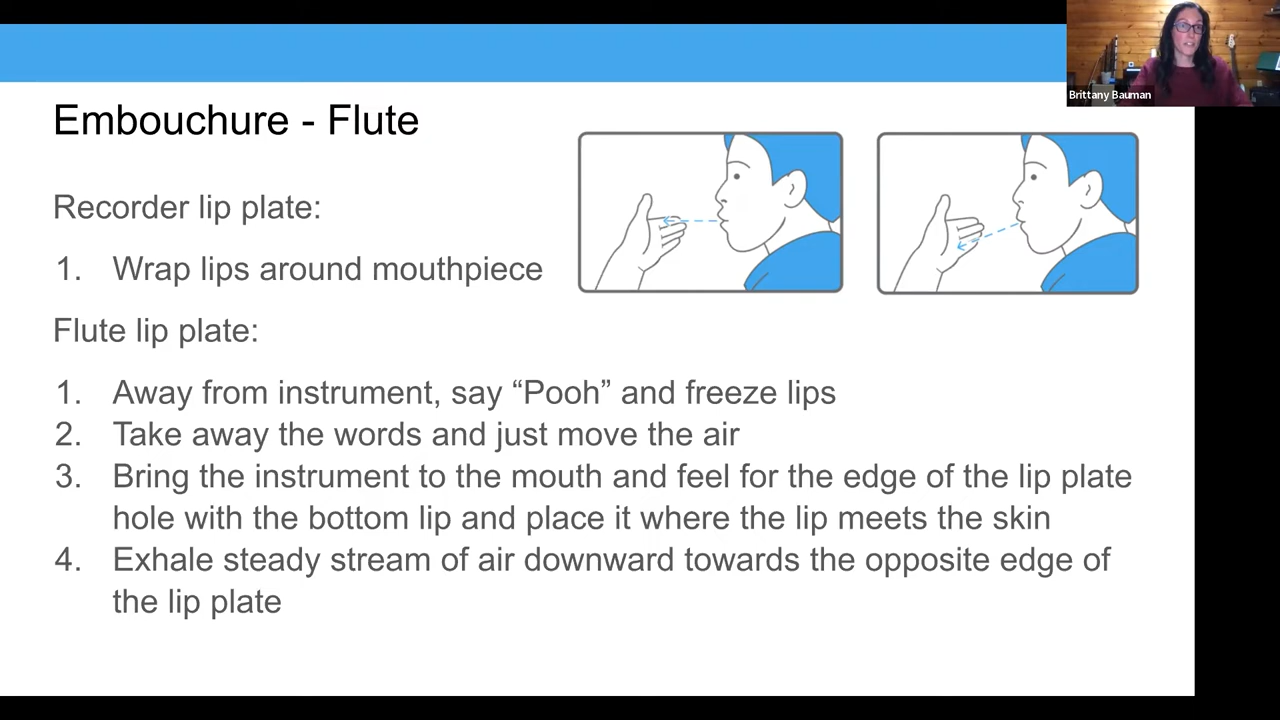 Brittany Bauman
Embouchure - Flute
Recorder lip plate:
1. Wrap lips around mouthpiece
Flute lip plate:
1. Away from instrument, say “Pooh” and freeze lips
2. Take away the words and just move the air
3. Bring the instrument to the mouth and feel for the edge of the lip plate
hole with the bottom lip and place it where the lip meets the skin
4. Exhale steady stream of air downward towards the opposite edge of
the lip plate